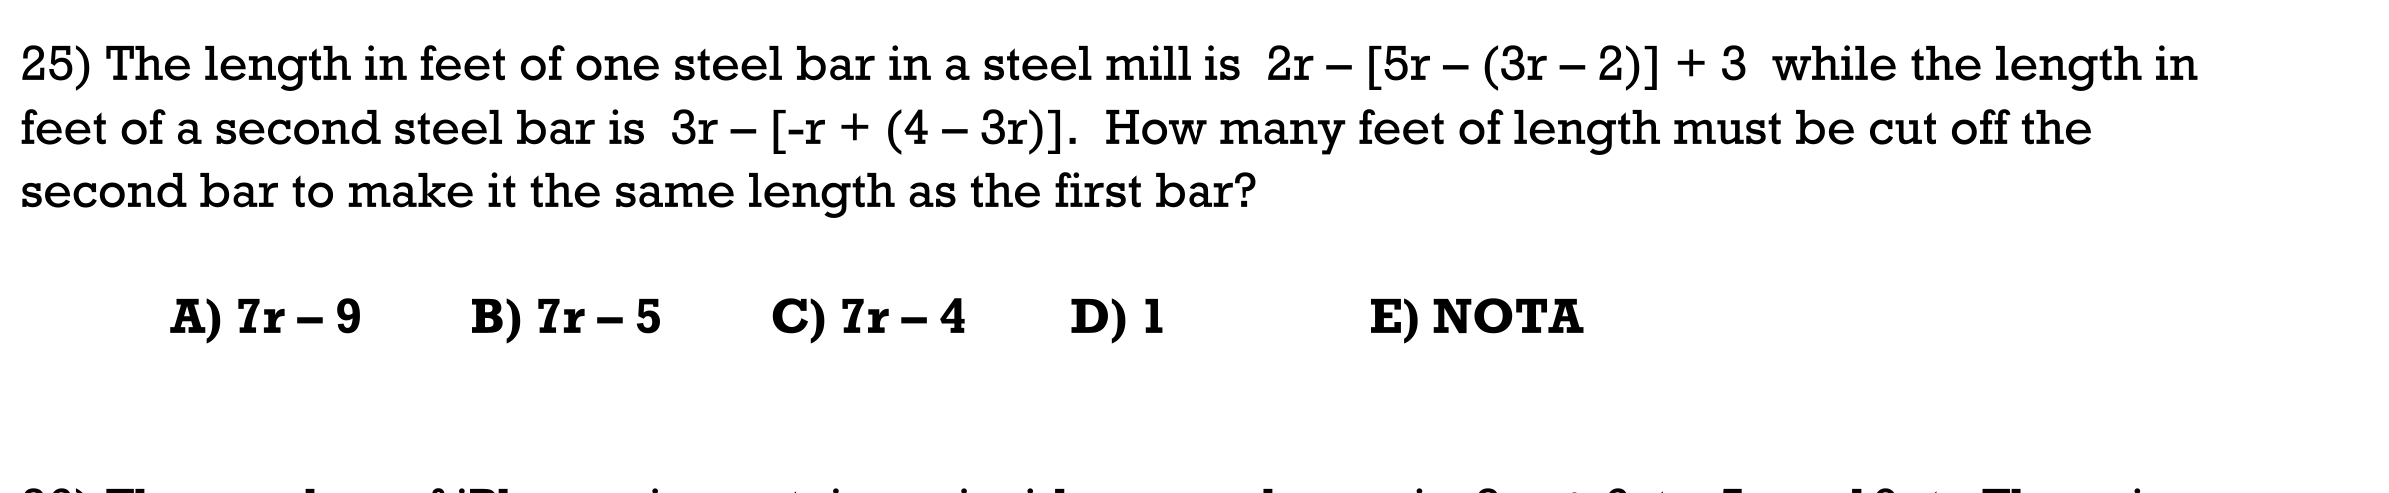 25) The length in feet of one steel bar in a steel mill is 2r – [5r – (3r – 2)] + 3 while the length in
feet of a second steel bar is 3r – [-r + (4 – 3r)]. How many feet of length must be cut off the
second bar to make it the same length as the first bar?
A) 7r – 9 B) 7r – 5 C) 7r – 4 D) 1 E) NOTA